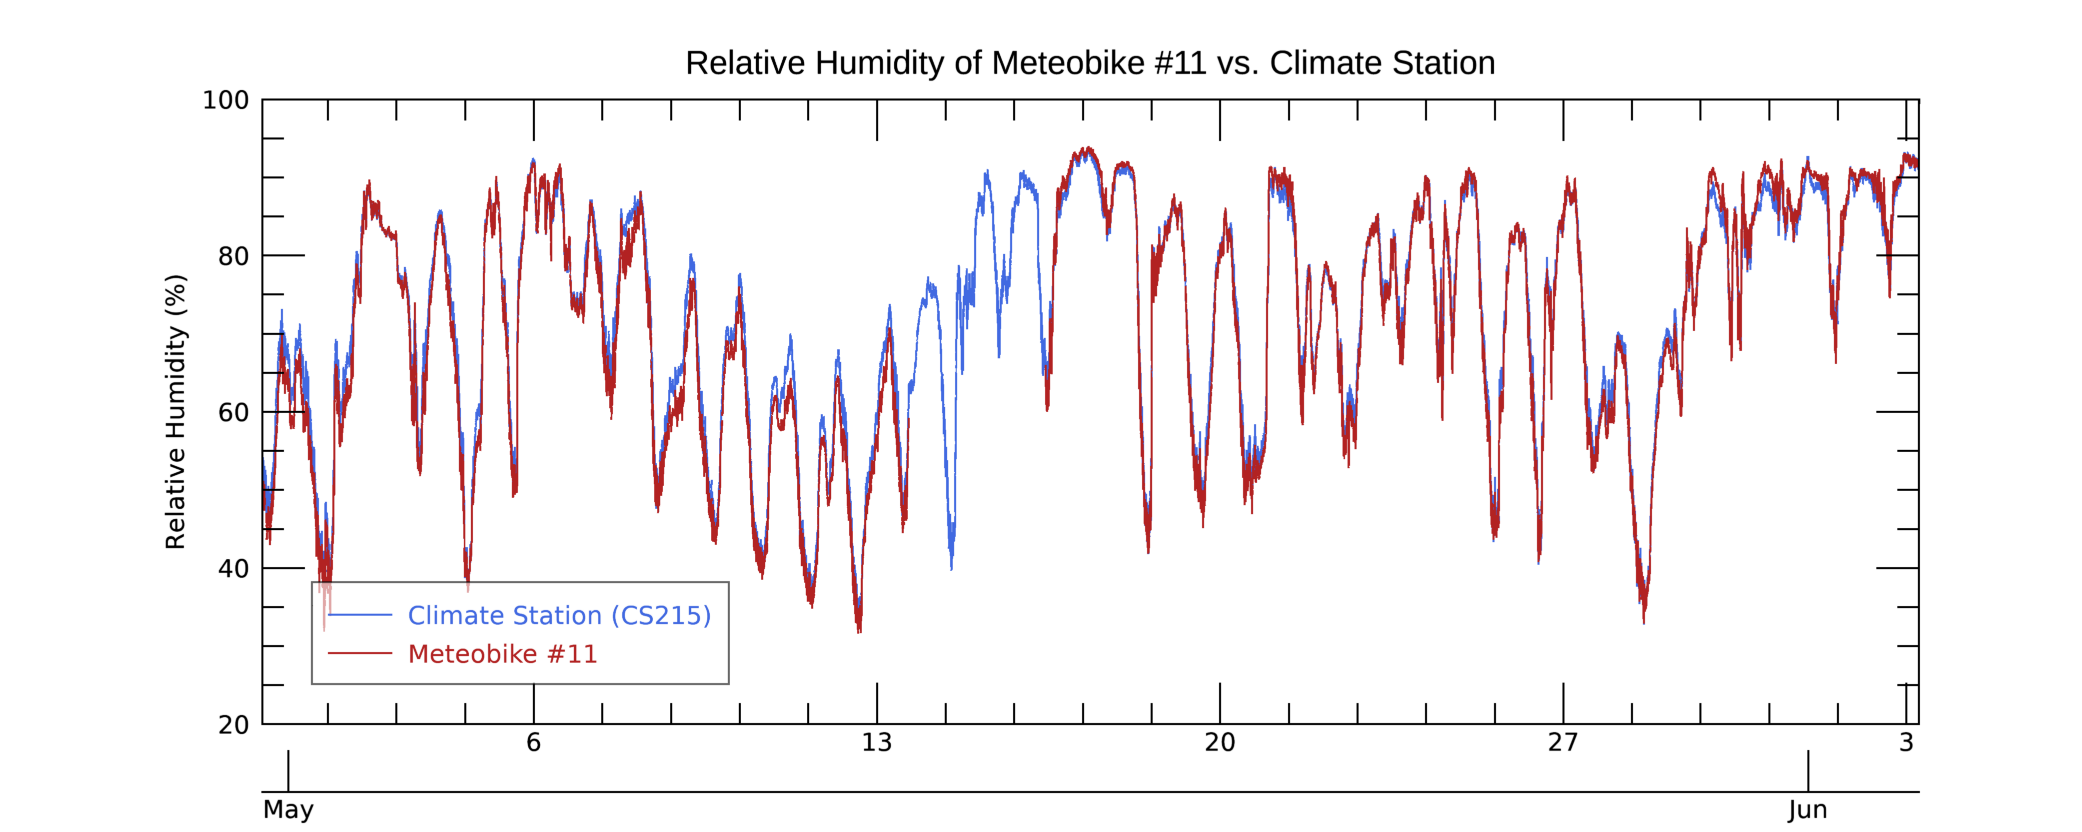 Relative Humidity of Meteobike #11 vs. Climate Station
Relative Humidity (%)
100
80
60
40
20
Climate Station (CS215)
Meteobike #11
6 13 20 27 3
May Jun